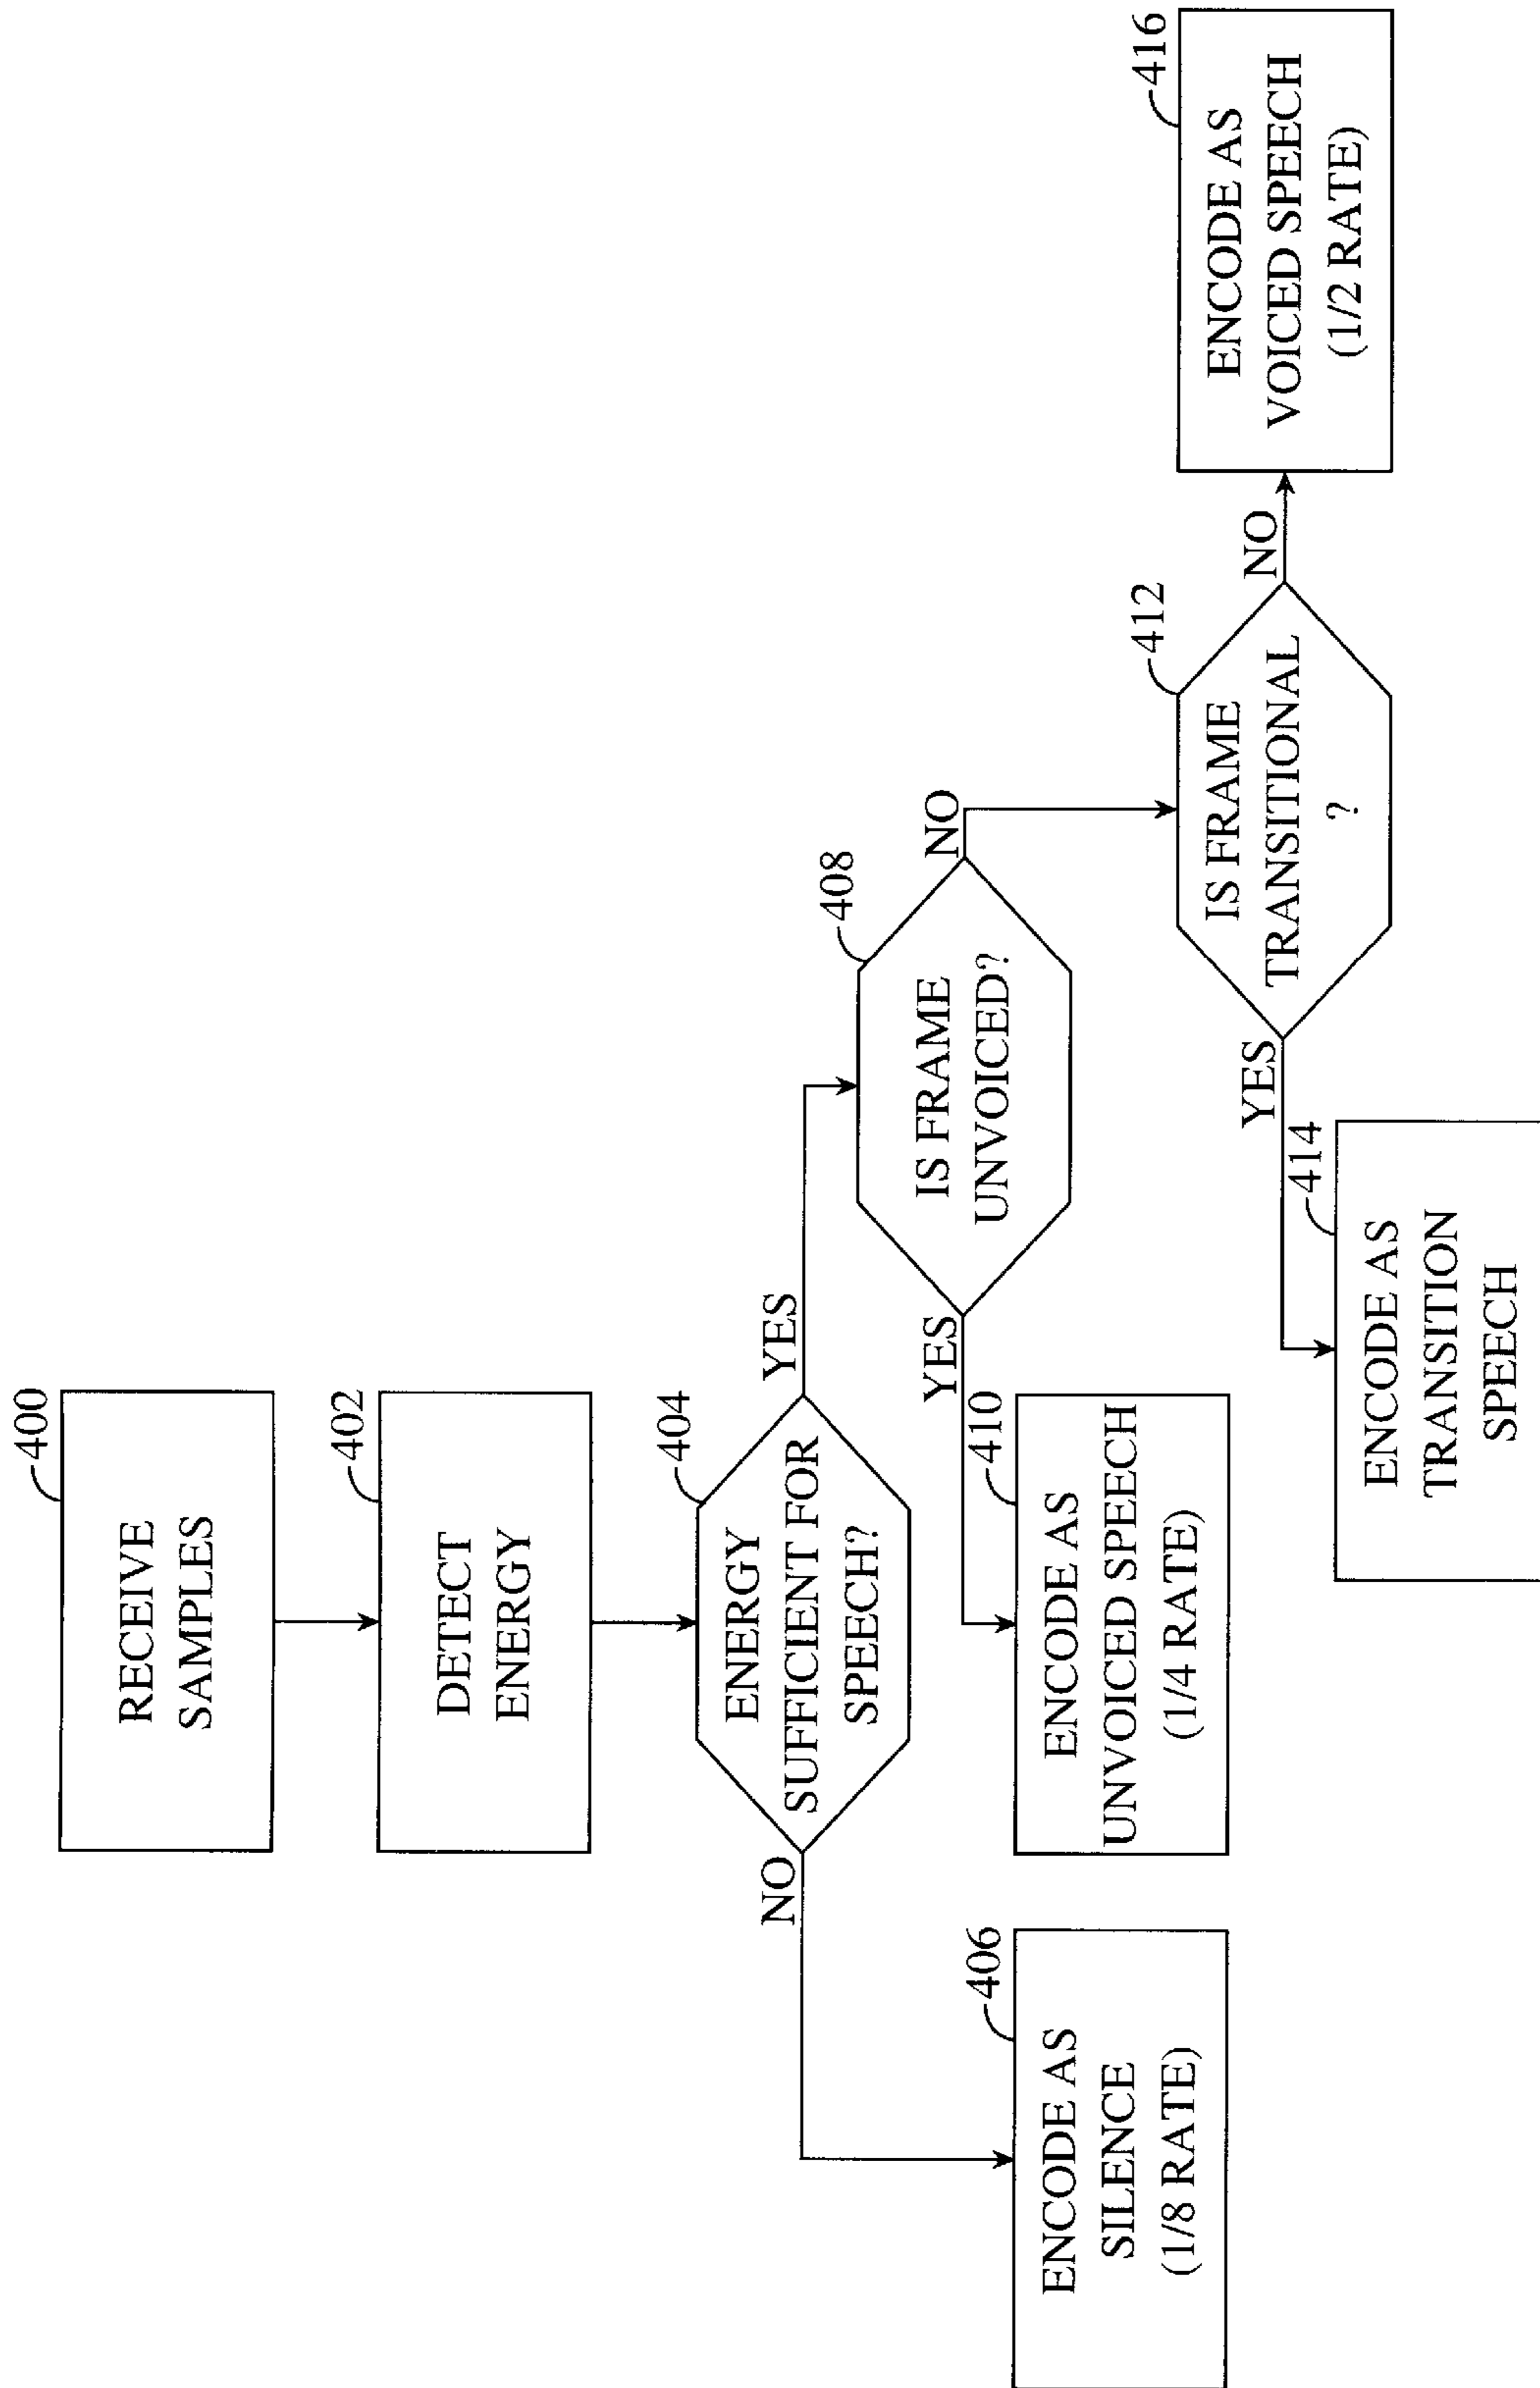 400
RECEIVE
SAMPLES
402
DETECT
ENERGY
404
ENERGY
SUFFICIENT FOR
SPEECH?
NO
YES
406
ENCODE AS
SILENCE
(1/8 RATE)
408
IS FRAME
UNVOICED?
YES
NO
410
ENCODE AS
UNVOICED SPEECH
(1/4 RATE)
412
IS FRAME
TRANSITIONAL
?
YES
NO
414
ENCODE AS
TRANSITION
SPEECH
416
ENCODE AS
VOICED SPEECH
(1/2 RATE)